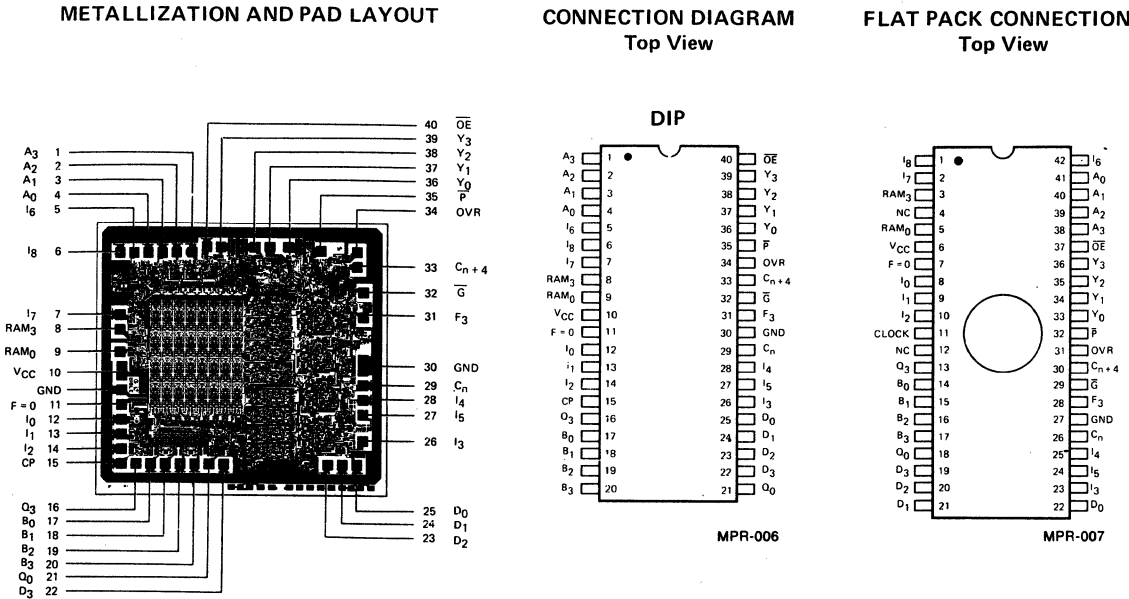 METALLIZATION AND PAD LAYOUT
A3 1
A2 2
A1 3
A0 4
I6 5
I8 6
I7 7
RAM3 8
RAM0 9
VCC 10
GND
F = 0 11
I0 12
I1 13
I2 14
CP 15
Q3 16
B0 17
B1 18
B2 19
B3 20
Q0 21
D3 22
40 O̅E̅
39 Y3
38 Y2
37 Y1
36 Y0
35 P̅
34 OVR
33 Cn + 4
32 G̅
31 F3
30 GND
29 Cn
28 I4
27 I5
26 I3
25 D0
24 D1
23 D2
CONNECTION DIAGRAM
Top View
DIP
A3 1 40 O̅E̅
A2 2 39 Y3
A1 3 38 Y2
A0 4 37 Y1
I6 5 36 Y0
I8 6 35 P̅
I7 7 34 OVR
RAM3 8 33 Cn + 4
RAM0 9 32 G̅
VCC 10 31 F3
F = 0 11 30 GND
I0 12 29 Cn
I1 13 28 I4
I2 14 27 I5
CP 15 26 I3
Q3 16 25 D0
B0 17 24 D1
B1 18 23 D2
B2 19 22 D3
B3 20 21 Q0
MPR-006
FLAT PACK CONNECTION
Top View
I8 1 42 I6
I7 2 41 A0
RAM3 3 40 A1
NC 4 39 A2
RAM0 5 38 A3
VCC 6 37 O̅E̅
F = 0 7 36 Y3
I0 8 35 Y2
I1 9 34 Y1
I2 10 33 Y0
CLOCK 11 32 P̅
NC 12 31 OVR
Q3 13 30 Cn + 4
B0 14 29 G̅
B1 15 28 F3
B2 16 27 GND
B3 17 26 Cn
Q0 18 25 I4
D3 19 24 I5
D2 20 23 I3
D1 21 22 D0
MPR-007